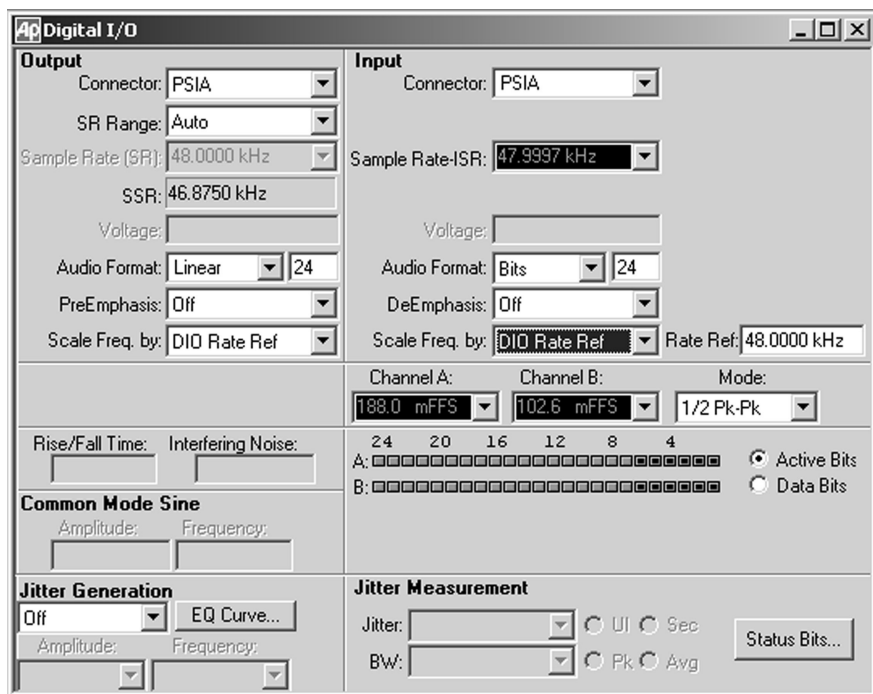 Ap Digital I/O
Output
Connector: PSIA
SR Range: Auto
Sample Rate (SR): 48.0000 kHz
SSR: 46.8750 kHz
Voltage:
Audio Format: Linear 24
PreEmphasis: Off
Scale Freq. by: DIO Rate Ref
Input
Connector: PSIA
Sample Rate-ISR: 47.9997 kHz
Voltage:
Audio Format: Bits 24
DeEmphasis: Off
Scale Freq. by: DIO Rate Ref Rate Ref: 48.0000 kHz
Channel A: Channel B: Mode:
188.0 mFFS 102.6 mFFS 1/2 Pk-Pk
Rise/Fall Time: Interfering Noise:
24 20 16 12 8 4
A:
B:
Active Bits
Data Bits
Common Mode Sine
Amplitude: Frequency:
Jitter Generation
Off EQ Curve...
Amplitude: Frequency:
Jitter Measurement
Jitter: UI Sec
BW: Pk Avg
Status Bits...